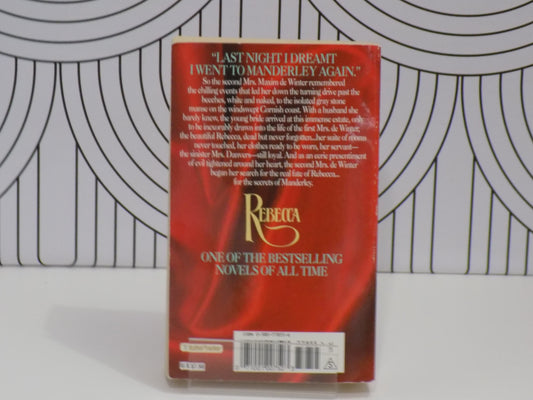 “LAST NIGHT I DREAMT
I WENT TO MANDERLEY AGAIN.”
So the second Mrs. Maxim de Winter remembered
the chilling events that led her down the turning drive past the
beeches, white and naked, to the isolated gray stone
manse on the windswept Cornish coast. With a husband she
barely knew, the young bride arrived at this immense estate, only
to be inexorably drawn into the life of the first Mrs. de Winter,
the beautiful Rebecca, dead but never forgotten...her suite of rooms
never touched, her clothes ready to be worn, her servant—
the sinister Mrs. Danvers—still loyal. And as an eerie presentiment
of evil tightened around her heart, the second Mrs. de Winter
began her search for the real fate of Rebecca...
for the secrets of Manderley.
REBECCA
ONE OF THE BESTSELLING
NOVELS OF ALL TIME